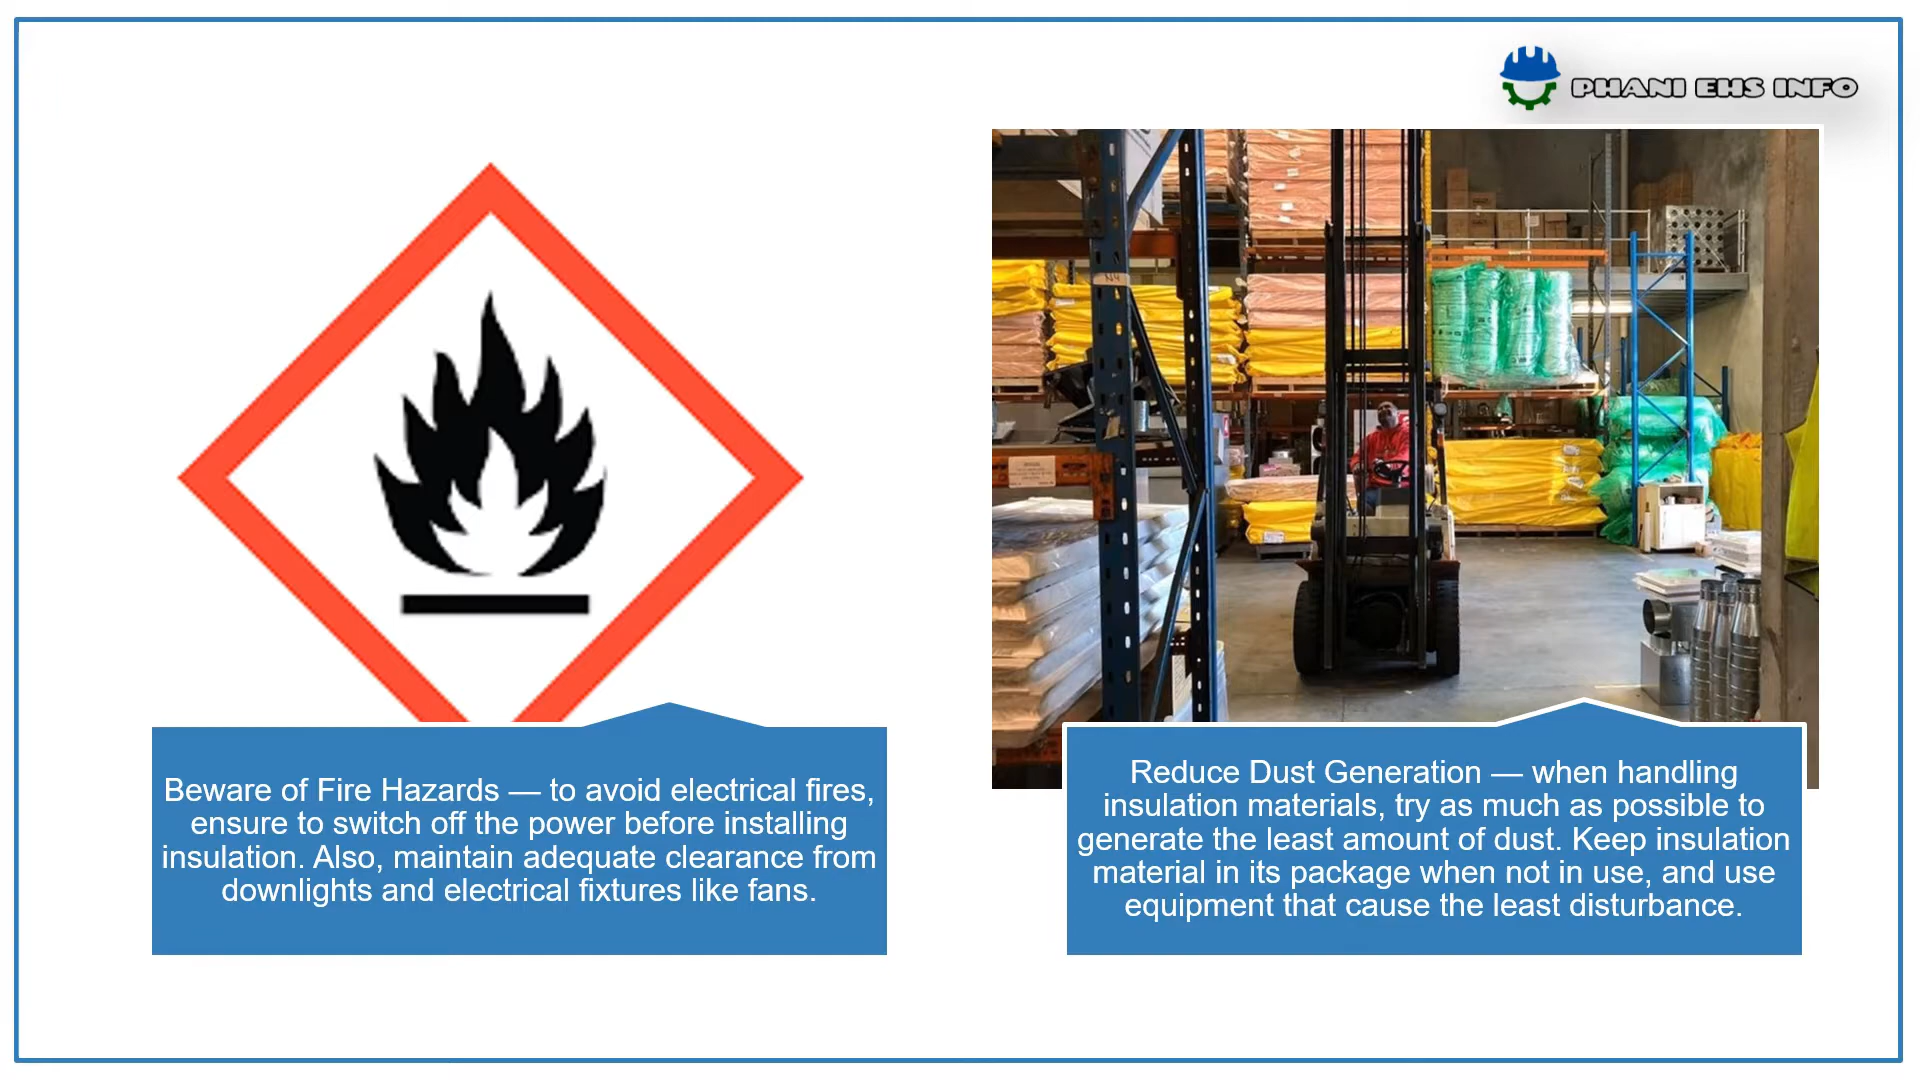 PHANI EHS INFO
Beware of Fire Hazards — to avoid electrical fires,
ensure to switch off the power before installing
insulation. Also, maintain adequate clearance from
downlights and electrical fixtures like fans.
Reduce Dust Generation — when handling
insulation materials, try as much as possible to
generate the least amount of dust. Keep insulation
material in its package when not in use, and use
equipment that cause the least disturbance.